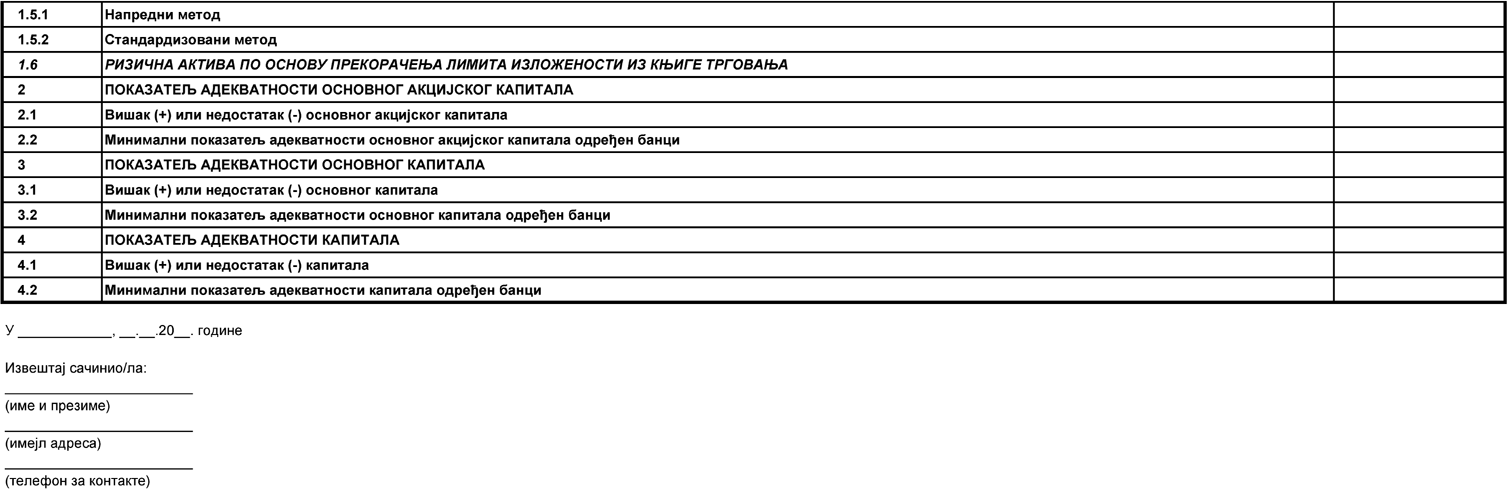 1.5.1 Напредни метод
1.5.2 Стандардизовани метод
1.6 РИЗИЧНА АКТИВА ПО ОСНОВУ ПРЕКОРАЧЕЊА ЛИМИТА ИЗЛОЖЕНОСТИ ИЗ КЊИГЕ ТРГОВАЊА
2 ПОКАЗАТЕЉ АДЕКВАТНОСТИ ОСНОВНОГ АКЦИЈСКОГ КАПИТАЛА
2.1 Вишак (+) или недостатак (-) основног акцијског капитала
2.2 Минимални показатељ адекватности основног акцијског капитала одређен банци
3 ПОКАЗАТЕЉ АДЕКВАТНОСТИ ОСНОВНОГ КАПИТАЛА
3.1 Вишак (+) или недостатак (-) основног капитала
3.2 Минимални показатељ адекватности основног капитала одређен банци
4 ПОКАЗАТЕЉ АДЕКВАТНОСТИ КАПИТАЛА
4.1 Вишак (+) или недостатак (-) капитала
4.2 Минимални показатељ адекватности капитала одређен банци
У ____________, __.__.20__. године
Извештај сачинио/ла:
________________________
(име и презиме)
________________________
(имејл адреса)
________________________
(телефон за контакте)